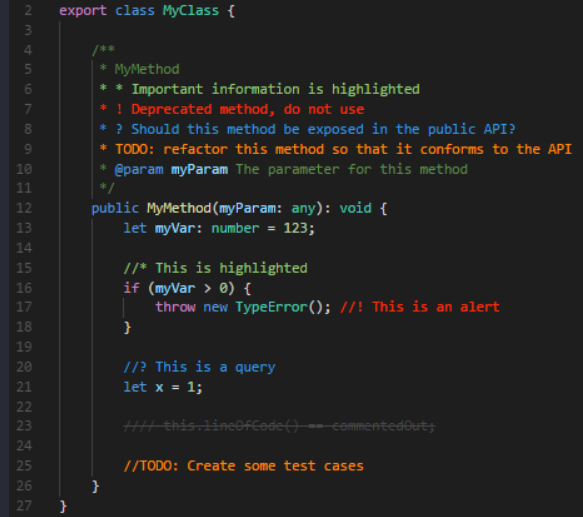 2 export class MyClass {
3
4 /**
5 * MyMethod
6 * * Important information is highlighted
7 * ! Deprecated method, do not use
8 * ? Should this method be exposed in the public API?
9 * TODO: refactor this method so that it conforms to the API
10 * @param myParam The parameter for this method
11 */
12 public MyMethod(myParam: any): void {
13 let myVar: number = 123;
14
15 //* This is highlighted
16 if (myVar > 0) {
17 throw new TypeError(); //! This is an alert
18 }
19
20 //? This is a query
21 let x = 1;
22
23 //// this.lineOfCode() == commentedOut;
24
25 //TODO: Create some test cases
26 }
27 }